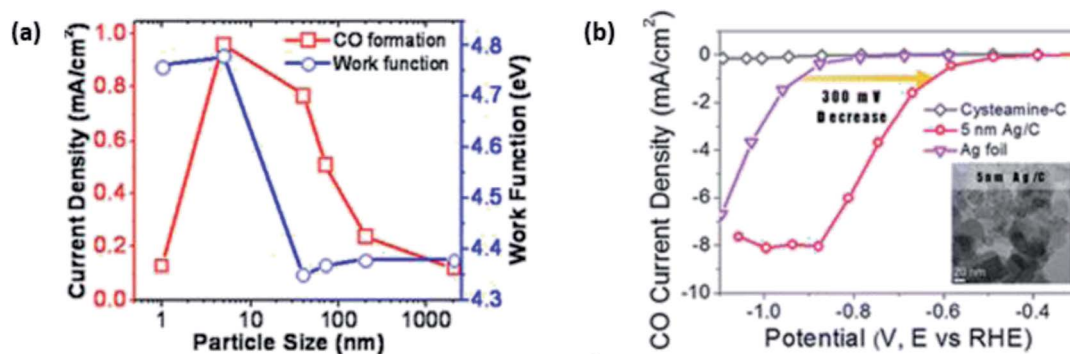 (a)
Current Density (mA/cm²)
1.0
0.8
0.6
0.4
0.2
0.0
CO formation
Work function
4.8
4.7
4.6
4.5
4.4
4.3
Work Function (eV)
1 10 100 1000
Particle Size (nm)
(b)
CO Current Density (mA/cm²)
0
-2
-4
-6
-8
-10
300 mV
Decrease
Cysteamine-C
5 nm Ag/C
Ag foil
5nm Ag/C
20 nm
-1.0 -0.8 -0.6 -0.4
Potential (V, E vs RHE)